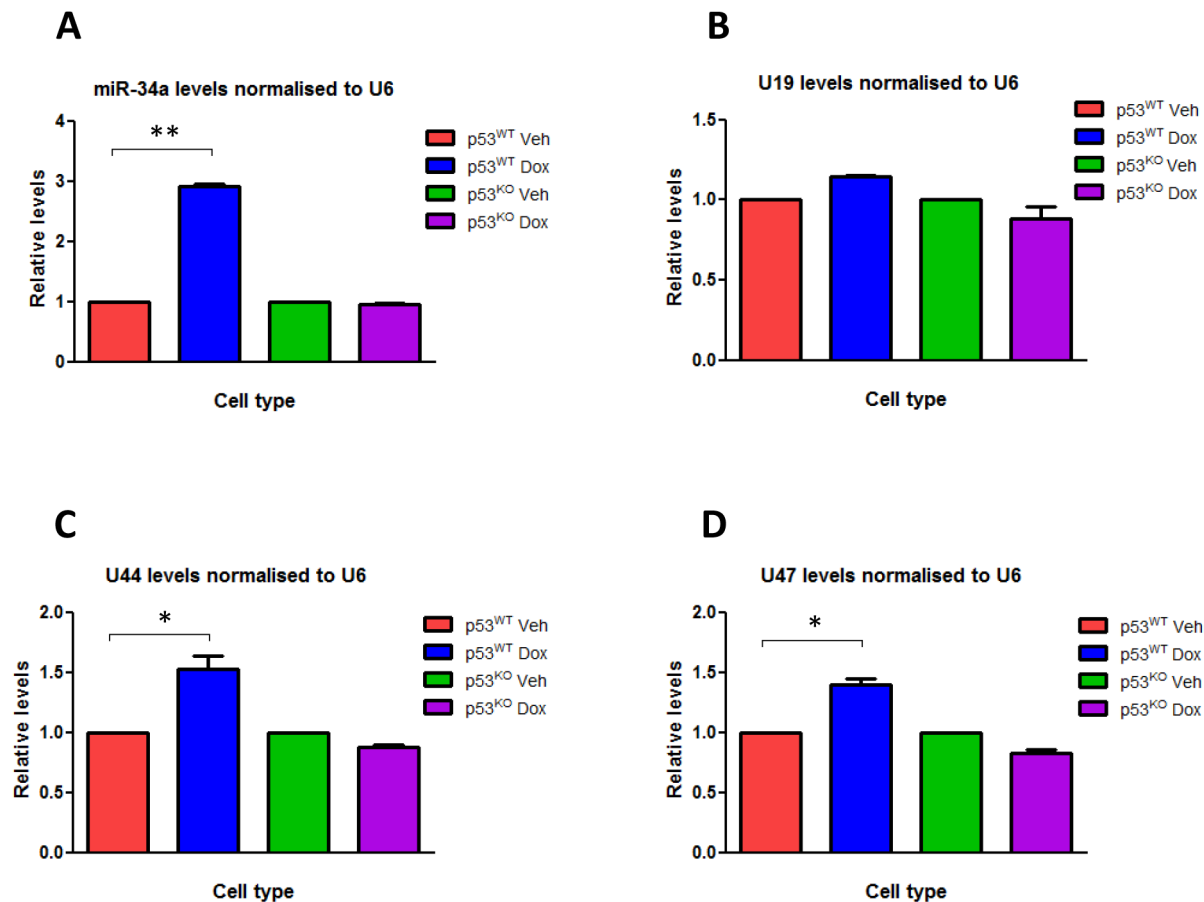 A
miR-34a levels normalised to U6
**
4
3
2
1
0
Relative levels
Cell type
p53WT Veh
p53WT Dox
p53KO Veh
p53KO Dox
B
U19 levels normalised to U6
1.5
1.0
0.5
0.0
Relative levels
Cell type
p53WT Veh
p53WT Dox
p53KO Veh
p53KO Dox
C
U44 levels normalised to U6
*
2.0
1.5
1.0
0.5
0.0
Relative levels
Cell type
p53WT Veh
p53WT Dox
p53KO Veh
p53KO Dox
D
U47 levels normalised to U6
*
2.0
1.5
1.0
0.5
0.0
Relative levels
Cell type
p53WT Veh
p53WT Dox
p53KO Veh
p53KO Dox